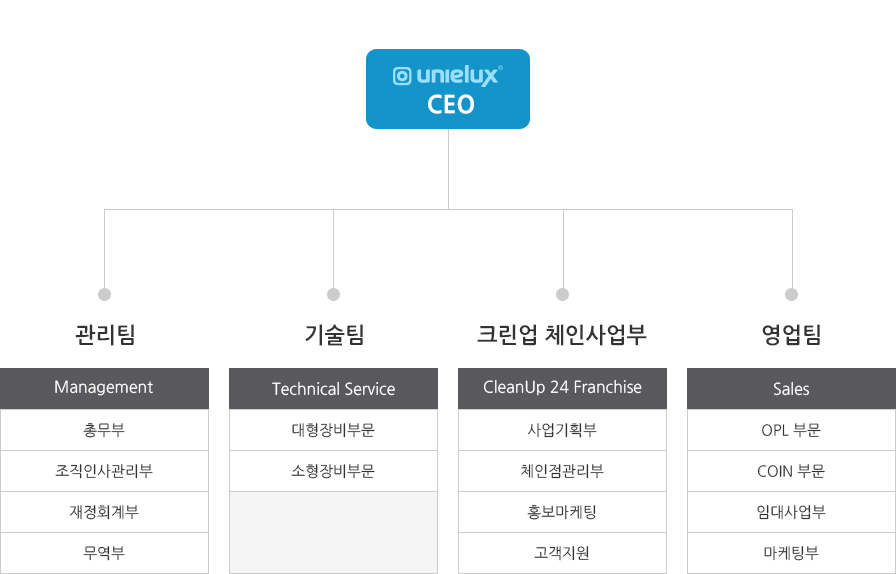 unielux®
CEO
관리팀
기술팀
크린업 체인사업부
영업팀
Management
Technical Service
CleanUp 24 Franchise
Sales
총무부
대형장비부문
사업기획부
OPL 부문
조직인사관리부
소형장비부문
체인점관리부
COIN 부문
재정회계부
홍보마케팅
임대사업부
무역부
고객지원
마케팅부